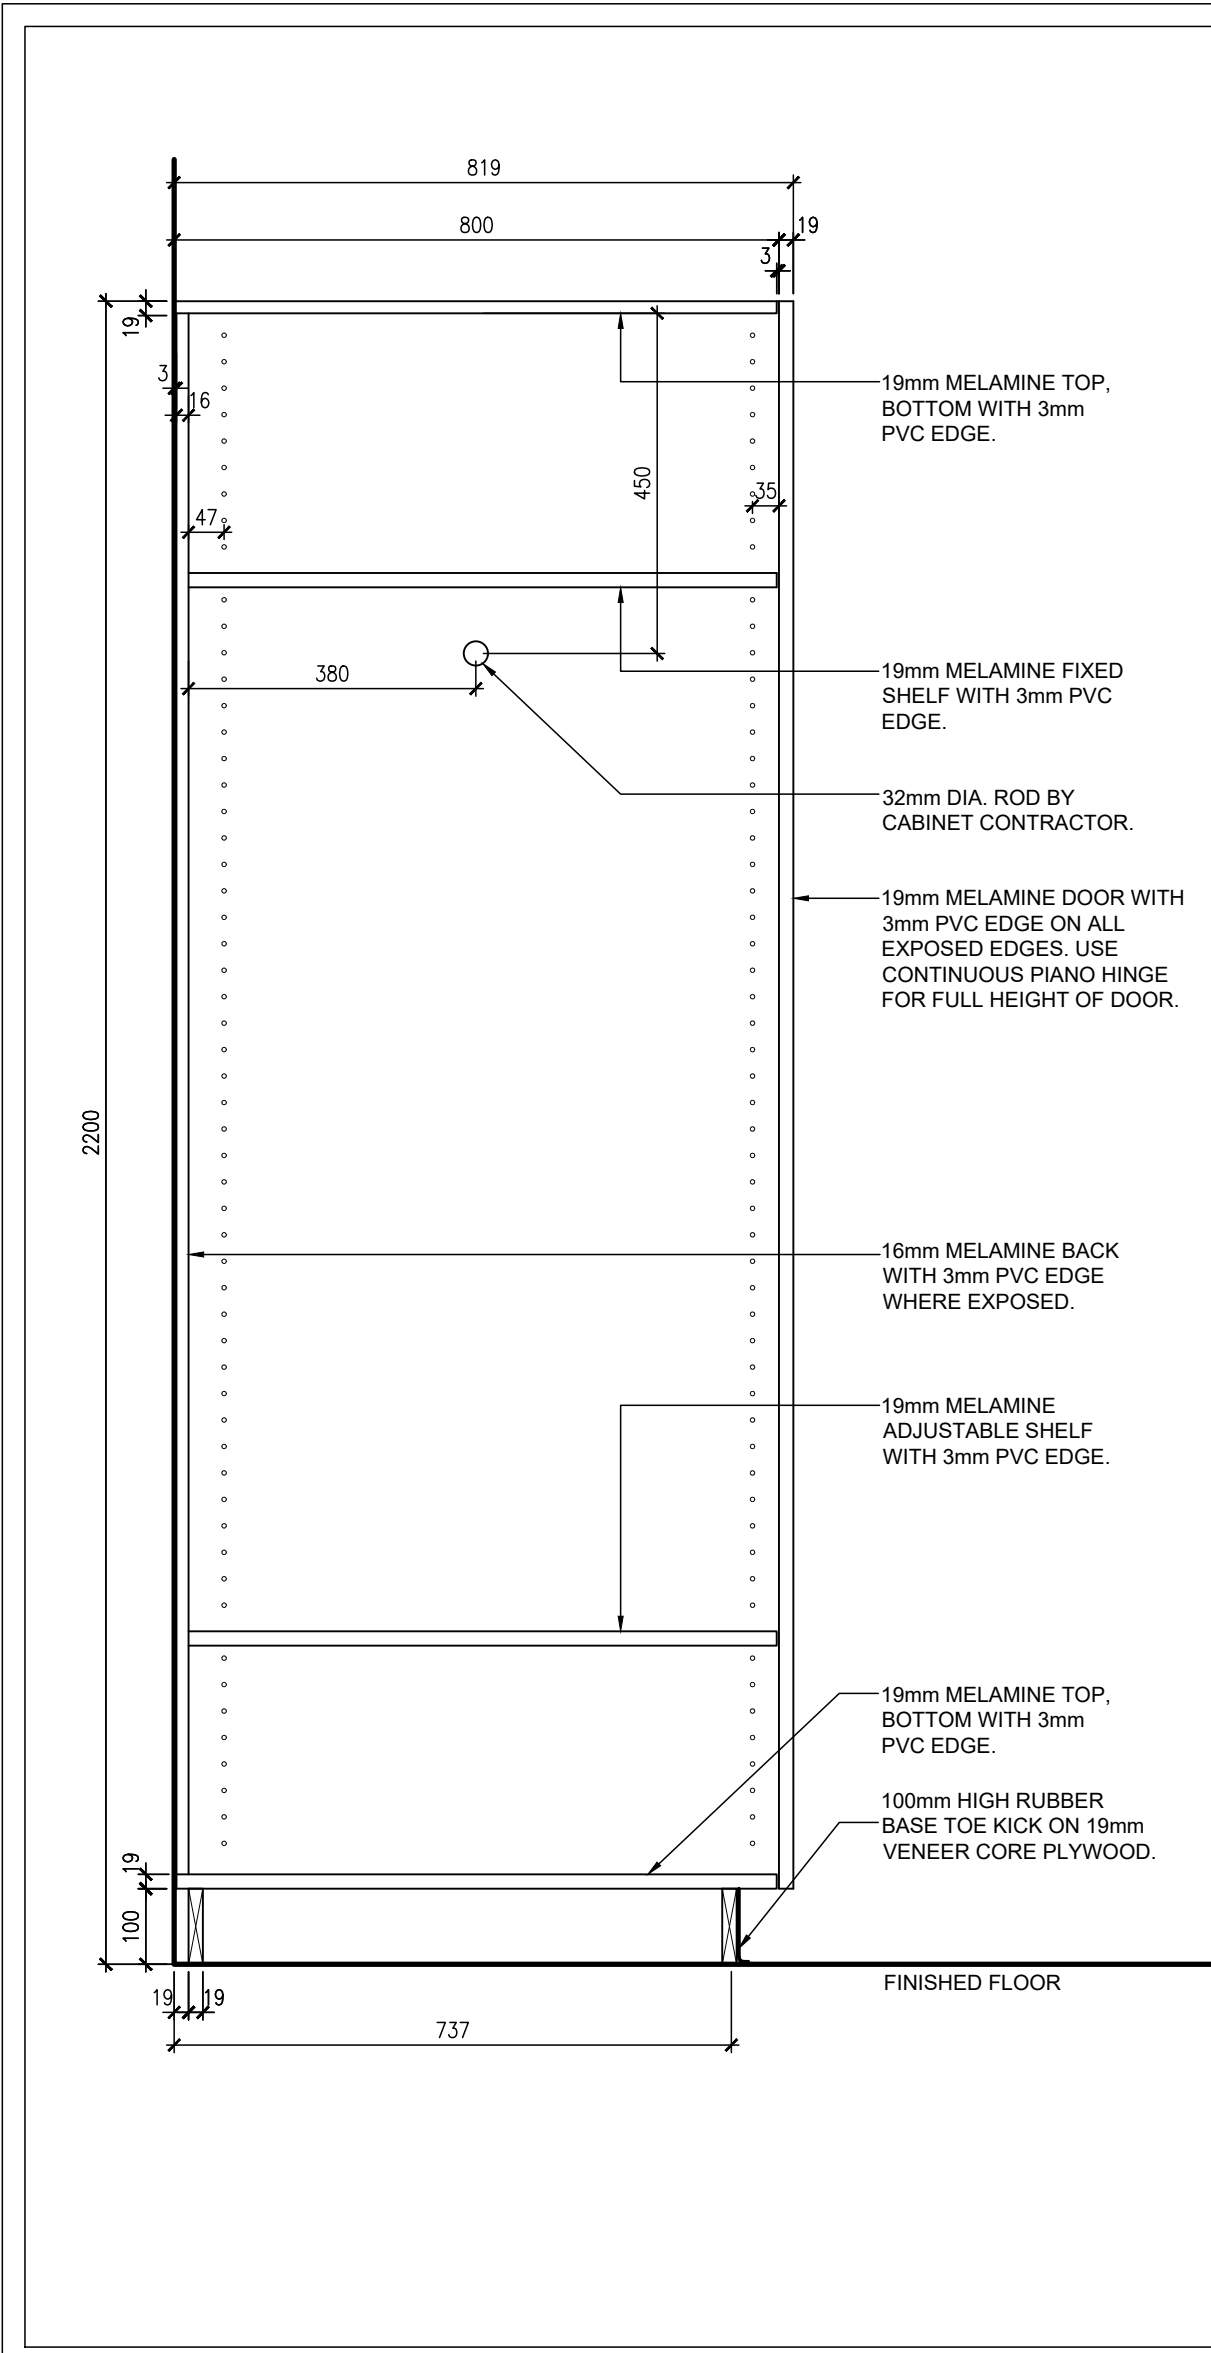 819
800
19
3
19
3
16
19mm MELAMINE TOP,
BOTTOM WITH 3mm
PVC EDGE.
450
35
47
380
19mm MELAMINE FIXED
SHELF WITH 3mm PVC
EDGE.
32mm DIA. ROD BY
CABINET CONTRACTOR.
19mm MELAMINE DOOR WITH
3mm PVC EDGE ON ALL
EXPOSED EDGES. USE
CONTINUOUS PIANO HINGE
FOR FULL HEIGHT OF DOOR.
2200
16mm MELAMINE BACK
WITH 3mm PVC EDGE
WHERE EXPOSED.
19mm MELAMINE
ADJUSTABLE SHELF
WITH 3mm PVC EDGE.
19mm MELAMINE TOP,
BOTTOM WITH 3mm
PVC EDGE.
100mm HIGH RUBBER
BASE TOE KICK ON 19mm
VENEER CORE PLYWOOD.
19
100
FINISHED FLOOR
19
19
737